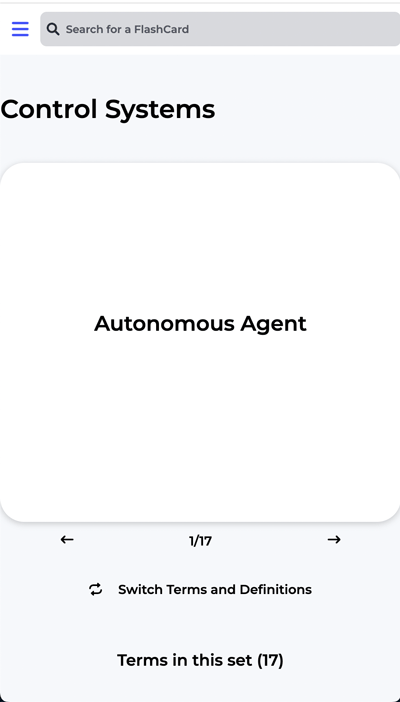 Search for a FlashCard
Control Systems
Autonomous Agent
1/17
Switch Terms and Definitions
Terms in this set (17)